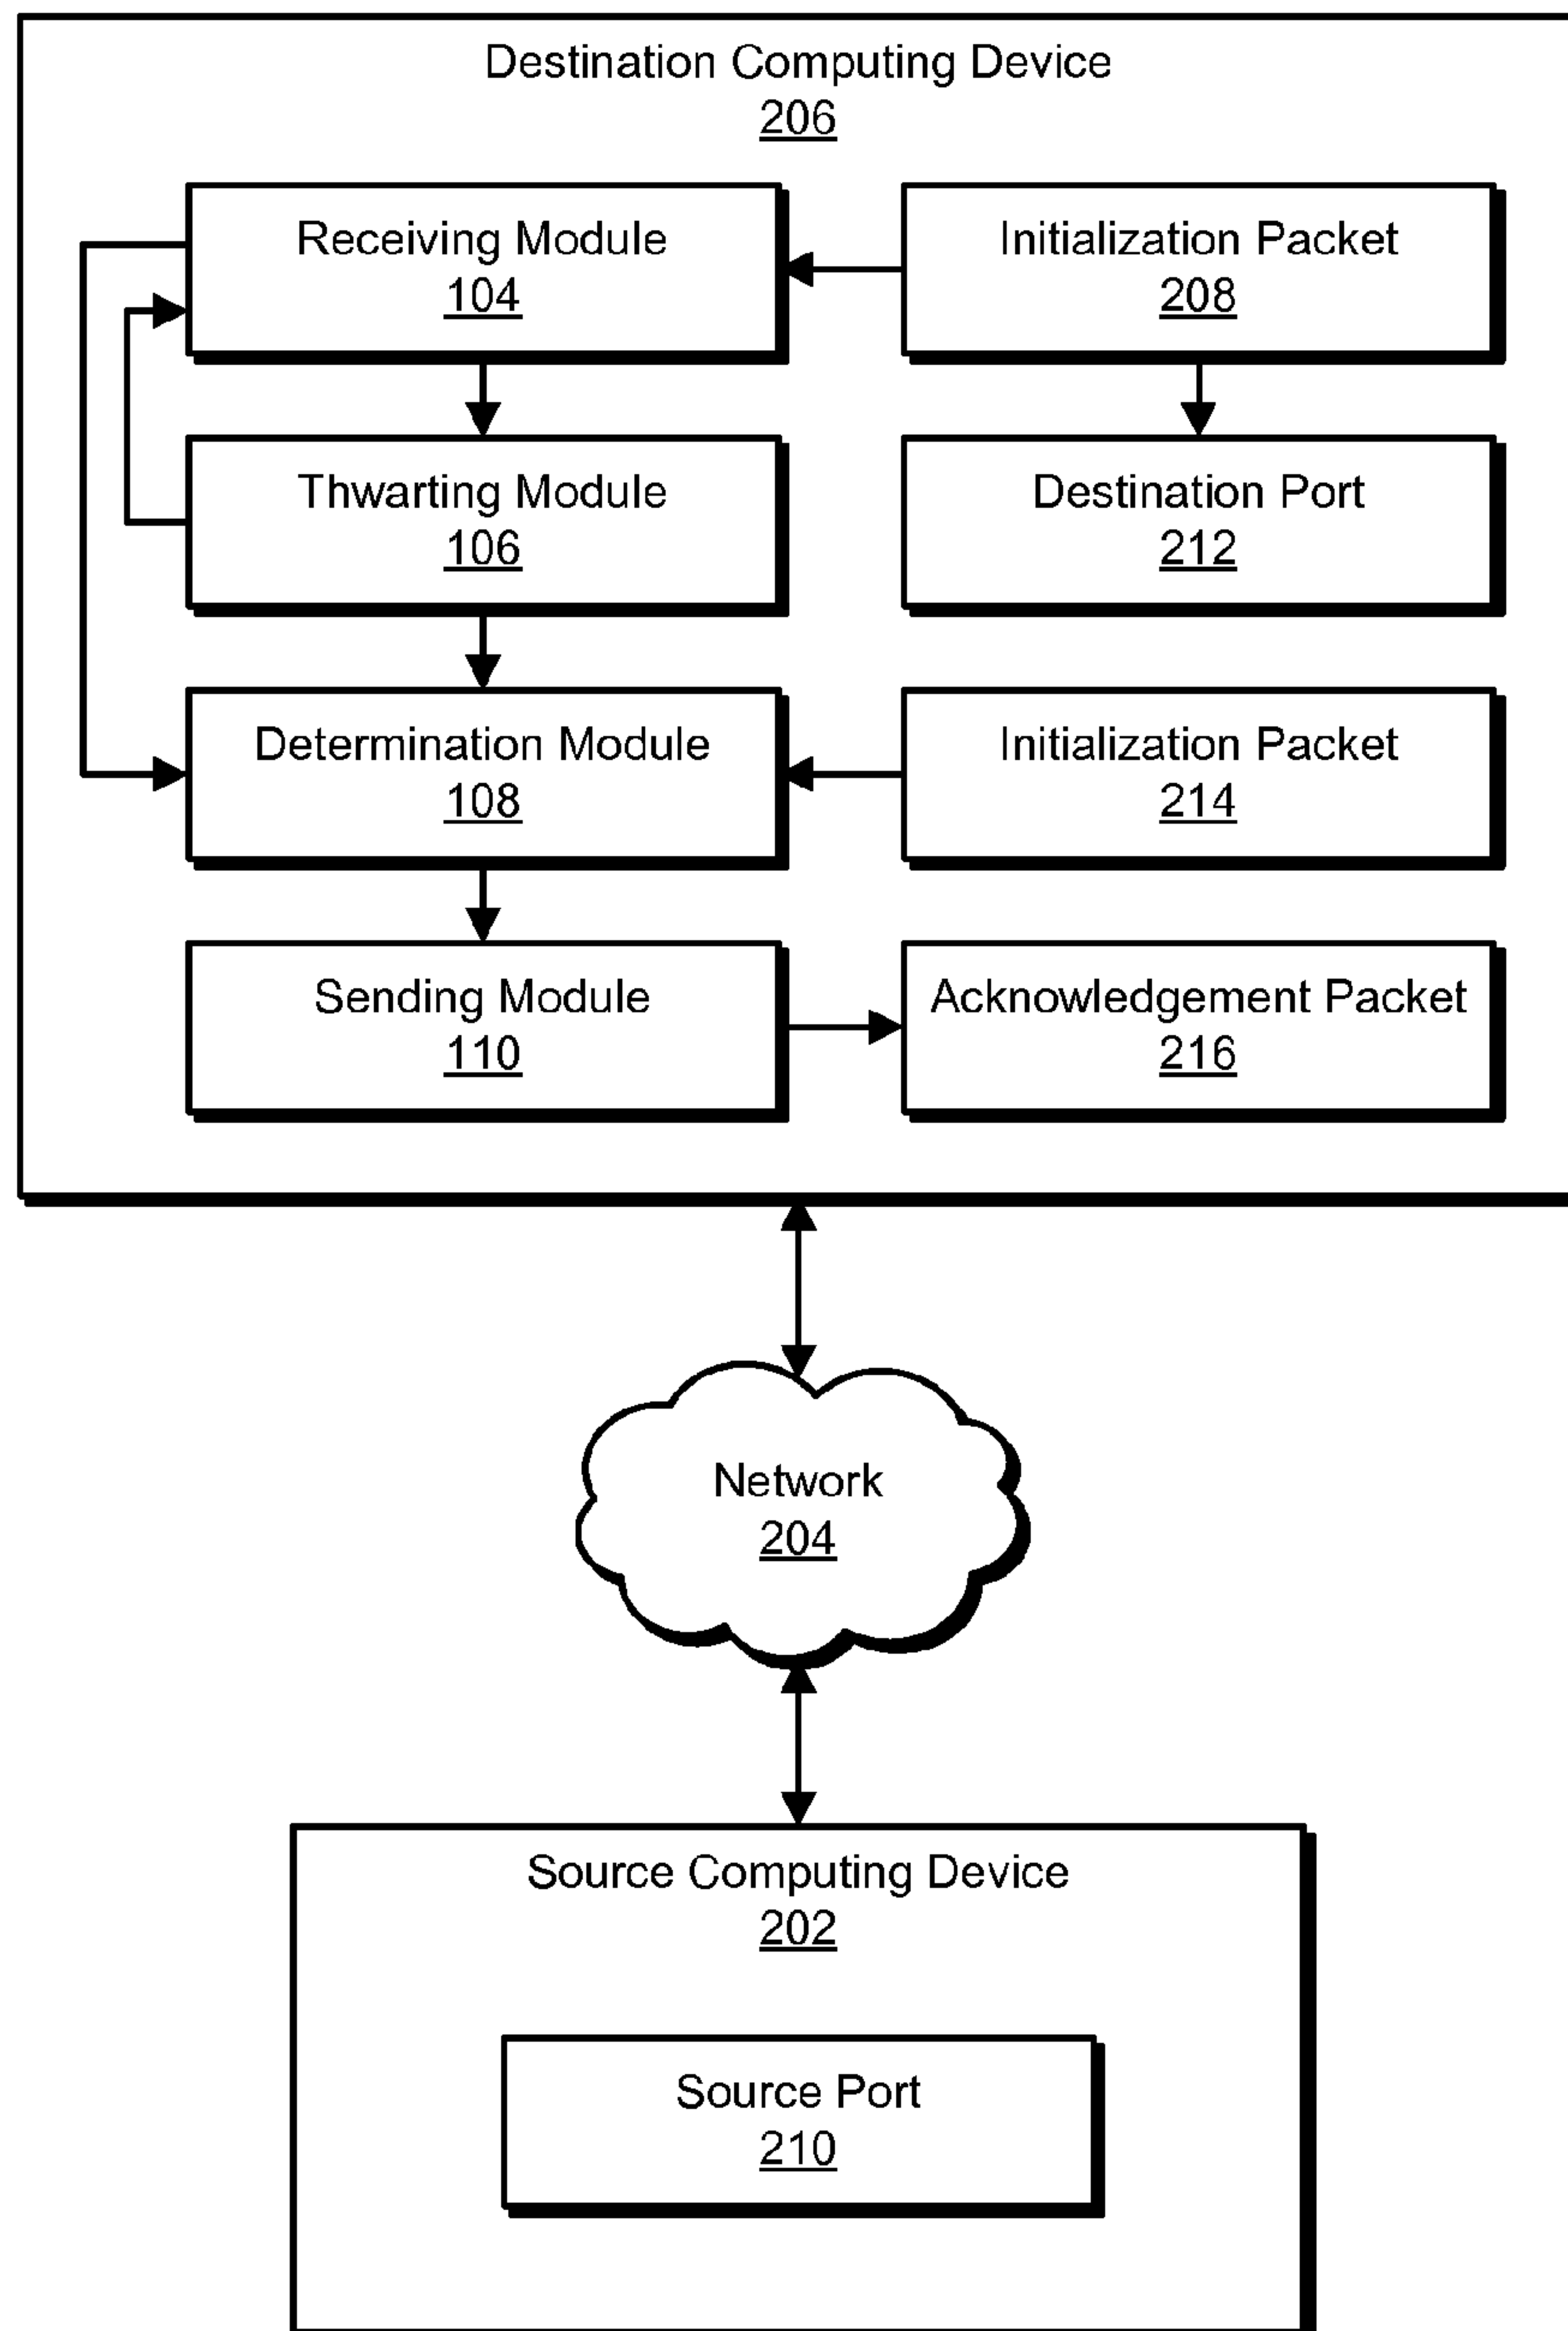 Destination Computing Device
206
Receiving Module
104
Initialization Packet
208
Thwarting Module
106
Destination Port
212
Determination Module
108
Initialization Packet
214
Sending Module
110
Acknowledgement Packet
216
Network
204
Source Computing Device
202
Source Port
210